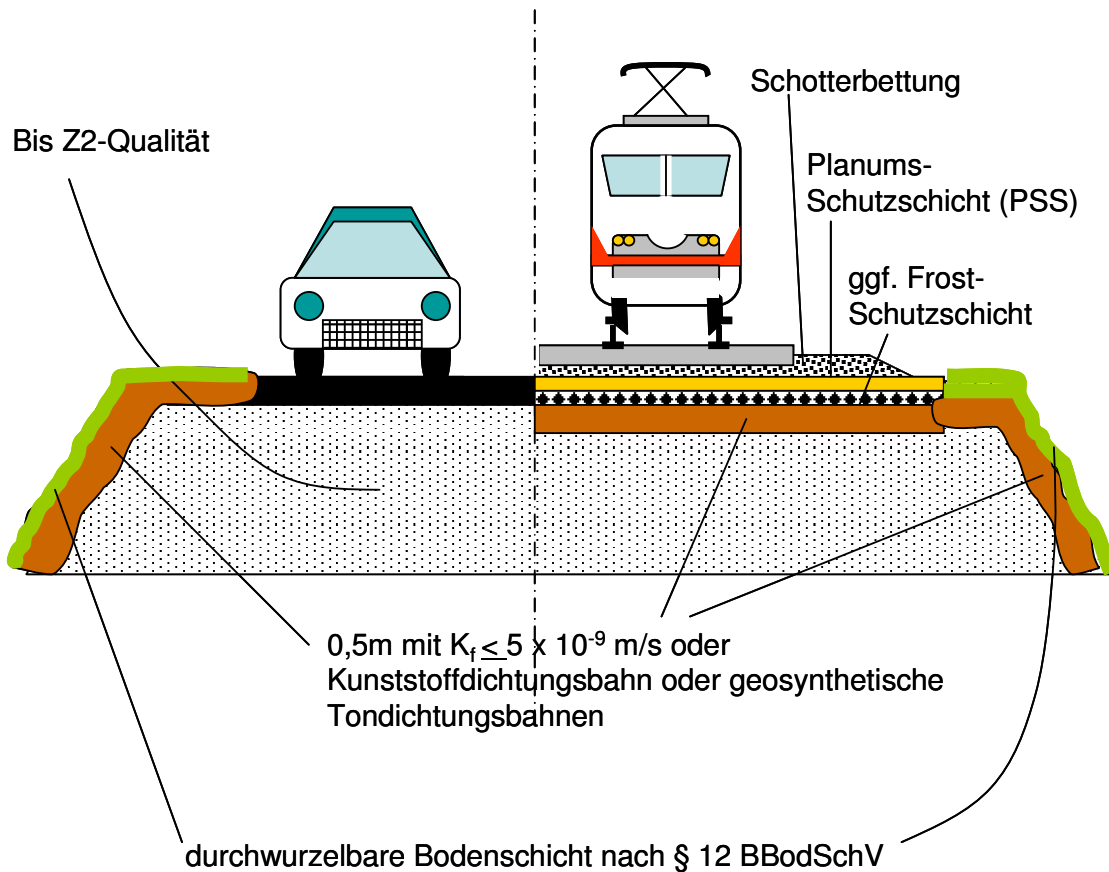 Schotterbettung
Bis Z2-Qualität
Planums-
Schutzschicht (PSS)
ggf. Frost-
Schutzschicht
0,5m mit Kf ≤ 5 x 10-9 m/s oder
Kunststoffdichtungsbahn oder geosynthetische
Tondichtungsbahnen
durchwurzelbare Bodenschicht nach § 12 BBodSchV